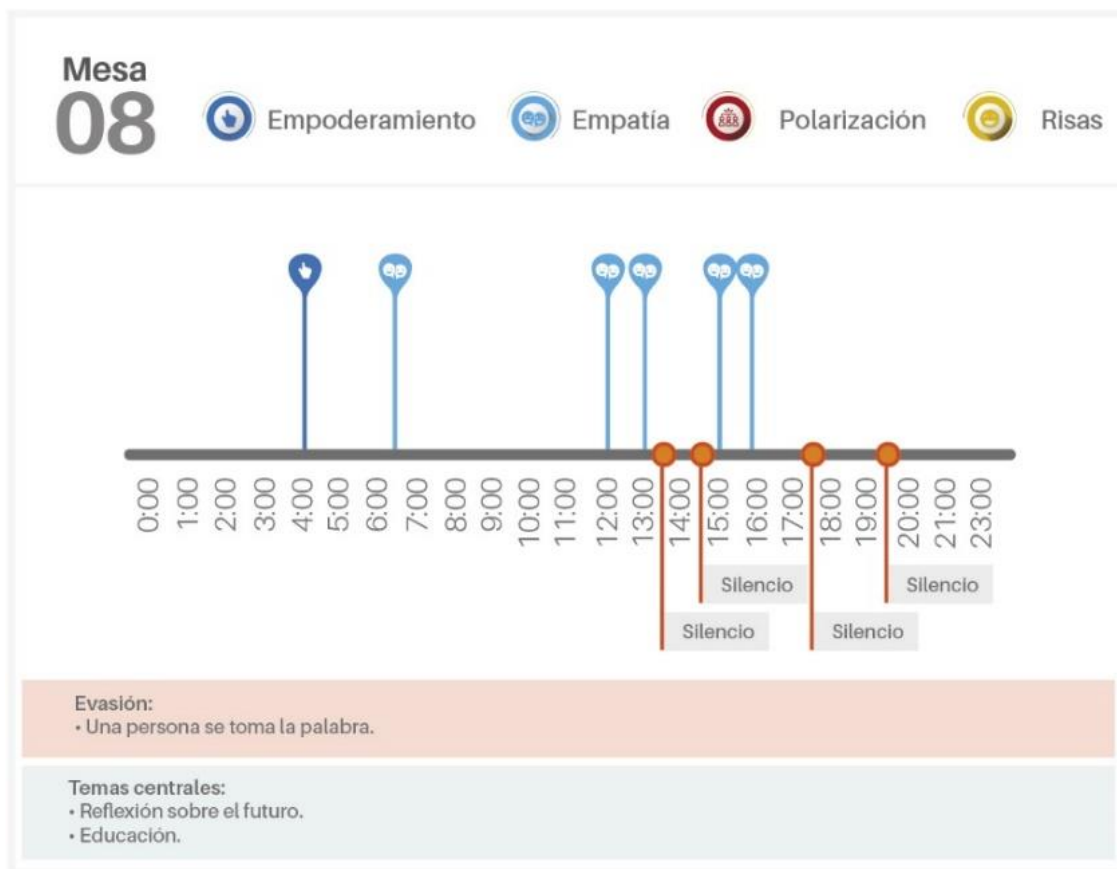 Mesa
08
Empoderamiento
Empatía
Polarización
Risas
0:00
1:00
2:00
3:00
4:00
5:00
6:00
7:00
8:00
9:00
10:00
11:00
12:00
13:00
14:00
15:00
16:00
17:00
18:00
19:00
20:00
21:00
23:00
Silencio
Silencio
Silencio
Silencio
Evasión:
• Una persona se toma la palabra.
Temas centrales:
• Reflexión sobre el futuro.
• Educación.